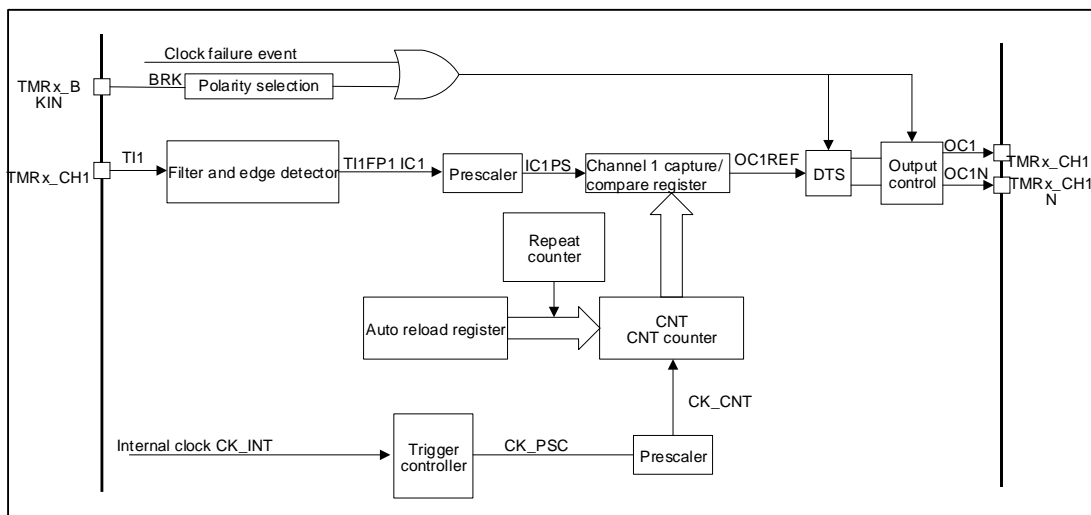 Clock failure event
TMRx_B
KIN
BRK
Polarity selection
TMRx_CH1
TI1
Filter and edge detector
TI1FP1 IC1
Prescaler
IC1PS
Channel 1 capture/
compare register
OC1REF
DTS
Output
control
OC1
OC1N
TMRx_CH1
TMRx_CH1
N
Repeat
counter
Auto reload register
CNT
CNT counter
CK_CNT
Internal clock CK_INT
Trigger
controller
CK_PSC
Prescaler